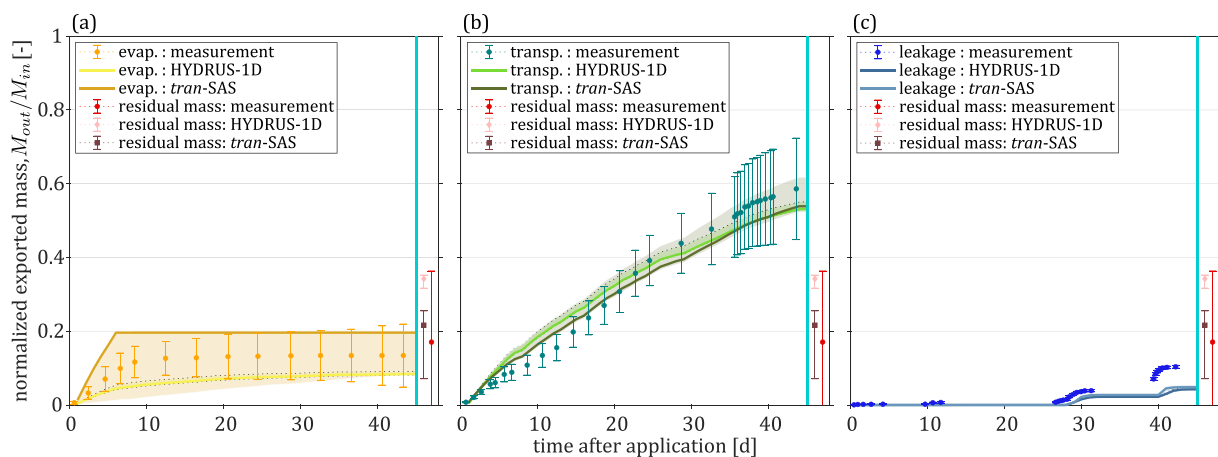 (a)
(b)
(c)
normalized exported mass, M_out/M_in [-]
1
0.8
0.6
0.4
0.2
0
evap. : measurement
evap. : HYDRUS-1D
evap. : tran-SAS
residual mass: measurement
residual mass: HYDRUS-1D
residual mass: tran-SAS
transp. : measurement
transp. : HYDRUS-1D
transp. : tran-SAS
residual mass: measurement
residual mass: HYDRUS-1D
residual mass: tran-SAS
leakage : measurement
leakage : HYDRUS-1D
leakage : tran-SAS
residual mass: measurement
residual mass: HYDRUS-1D
residual mass: tran-SAS
0 10 20 30 40
0 10 20 30 40
0 10 20 30 40
time after application [d]